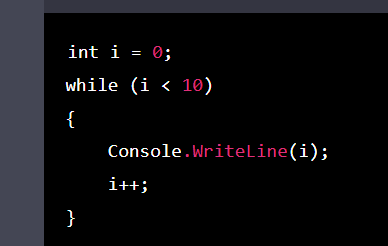 int i = 0;
while (i < 10)
{
    Console.WriteLine(i);
    i++;
}